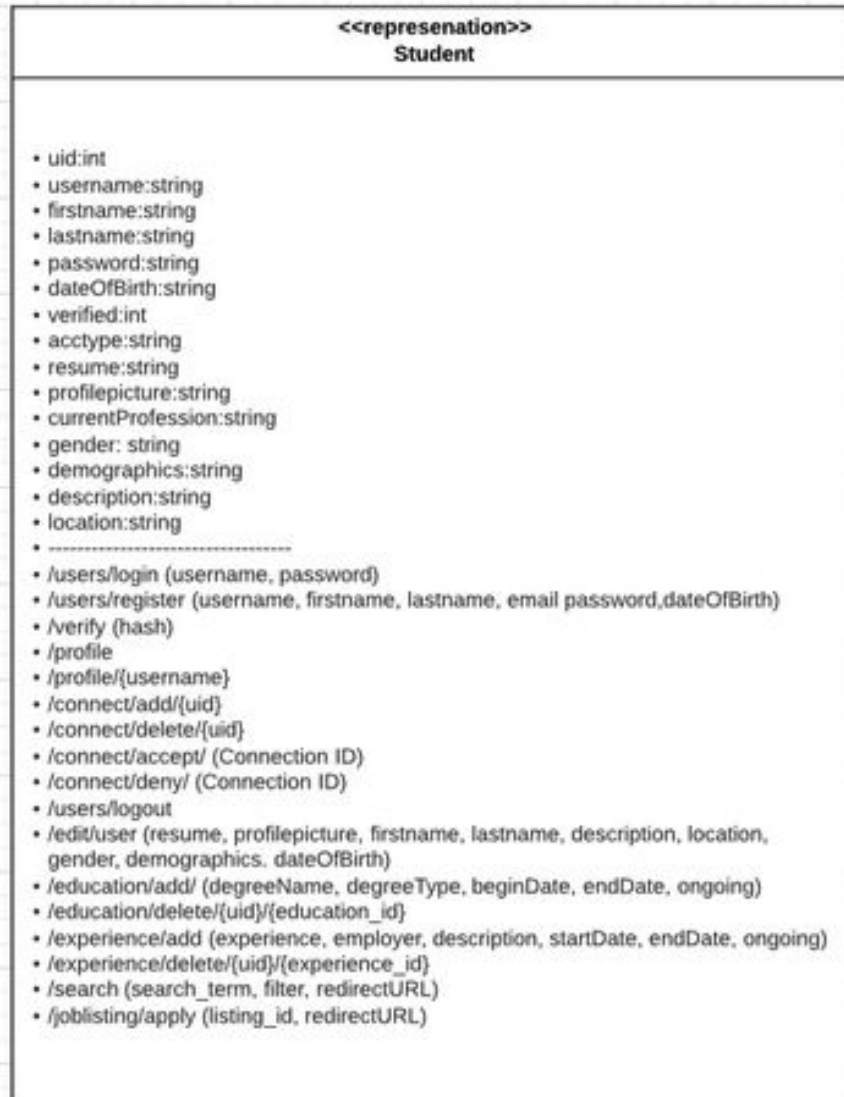 <<represenation>>
Student
• uid:int
• username:string
• firstname:string
• lastname:string
• password:string
• dateOfBirth:string
• verified:int
• acctype:string
• resume:string
• profilepicture:string
• currentProfession:string
• gender: string
• demographics:string
• description:string
• location:string
• ----------------------------------
• /users/login (username, password)
• /users/register (username, firstname, lastname, email password,dateOfBirth)
• /verify (hash)
• /profile
• /profile/{username}
• /connect/add/{uid}
• /connect/delete/{uid}
• /connect/accept/ (Connection ID)
• /connect/deny/ (Connection ID)
• /users/logout
• /edit/user (resume, profilepicture, firstname, lastname, description, location,
gender, demographics. dateOfBirth)
• /education/add/ (degreeName, degreeType, beginDate, endDate, ongoing)
• /education/delete/{uid}/{education_id}
• /experience/add (experience, employer, description, startDate, endDate, ongoing)
• /experience/delete/{uid}/{experience_id}
• /search (search_term, filter, redirectURL)
• /joblisting/apply (listing_id, redirectURL)